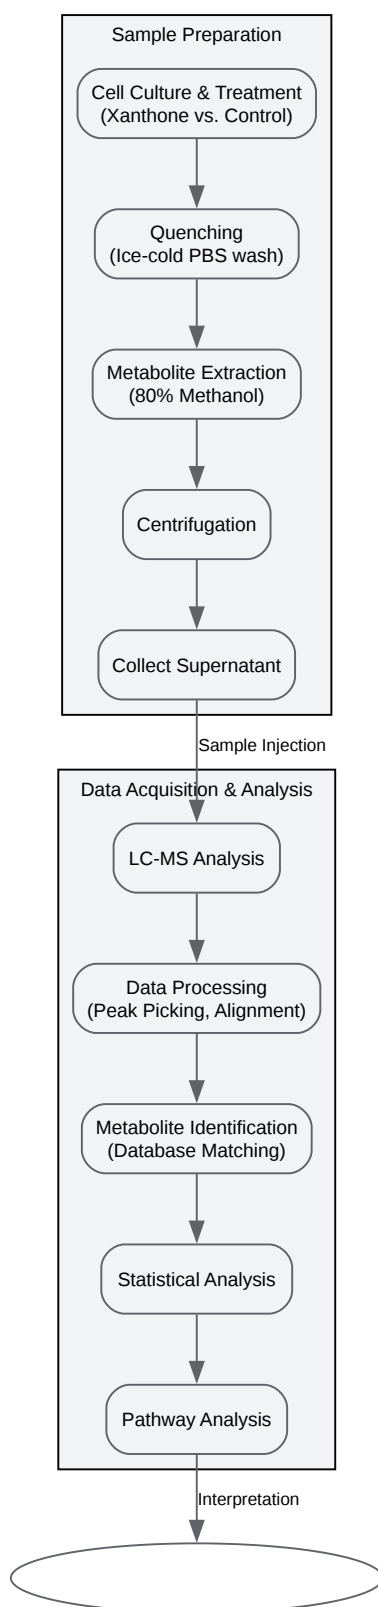 Sample Preparation
Cell Culture & Treatment
(Xanthone vs. Control)
Quenching
(Ice-cold PBS wash)
Metabolite Extraction
(80% Methanol)
Centrifugation
Collect Supernatant
Sample Injection
Data Acquisition & Analysis
LC-MS Analysis
Data Processing
(Peak Picking, Alignment)
Metabolite Identification
(Database Matching)
Statistical Analysis
Pathway Analysis
Interpretation